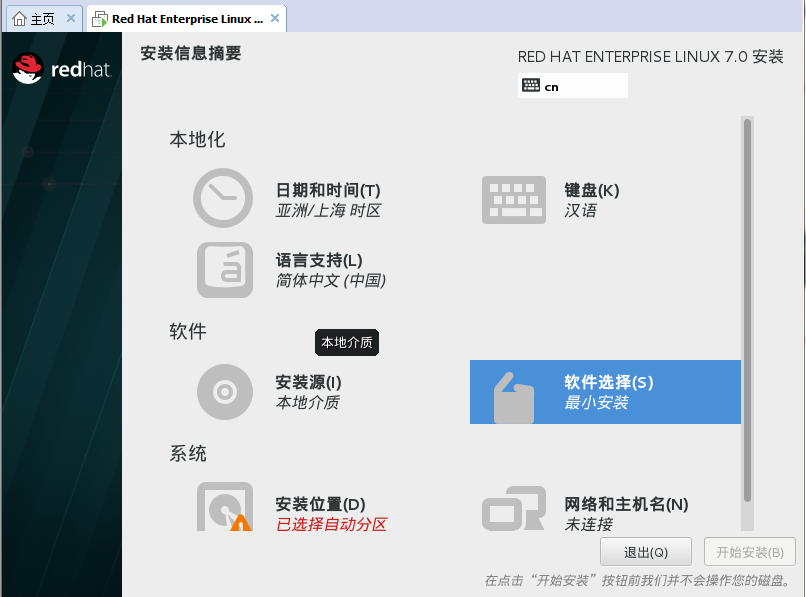 主页
Red Hat Enterprise Linux ...
redhat.
安装信息摘要
RED HAT ENTERPRISE LINUX 7.0 安装
cn
本地化
日期和时间(T)
亚洲/上海 时区
键盘(K)
汉语
á
语言支持(L)
简体中文 (中国)
软件
本地介质
安装源(I)
本地介质
软件选择(S)
最小安装
系统
安装位置(D)
已选择自动分区
网络和主机名(N)
未连接
退出(Q)
开始安装(B)
在点击“开始安装”按钮前我们并不会操作您的磁盘。